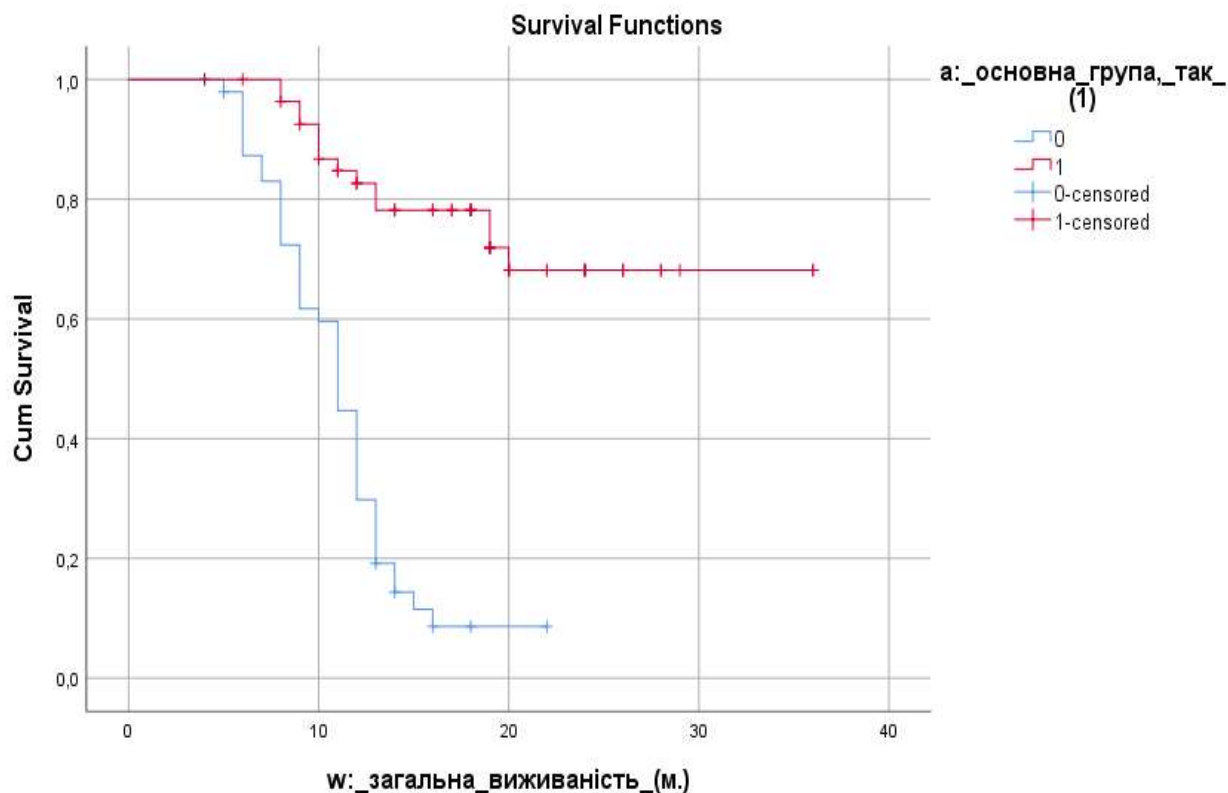 Survival Functions
a:_основна_група,_так_
(1)
0
1
0-censored
1-censored
Cum Survival
1,0
0,8
0,6
0,4
0,2
0,0
0
10
20
30
40
w:_загальна_виживаність_(м.)